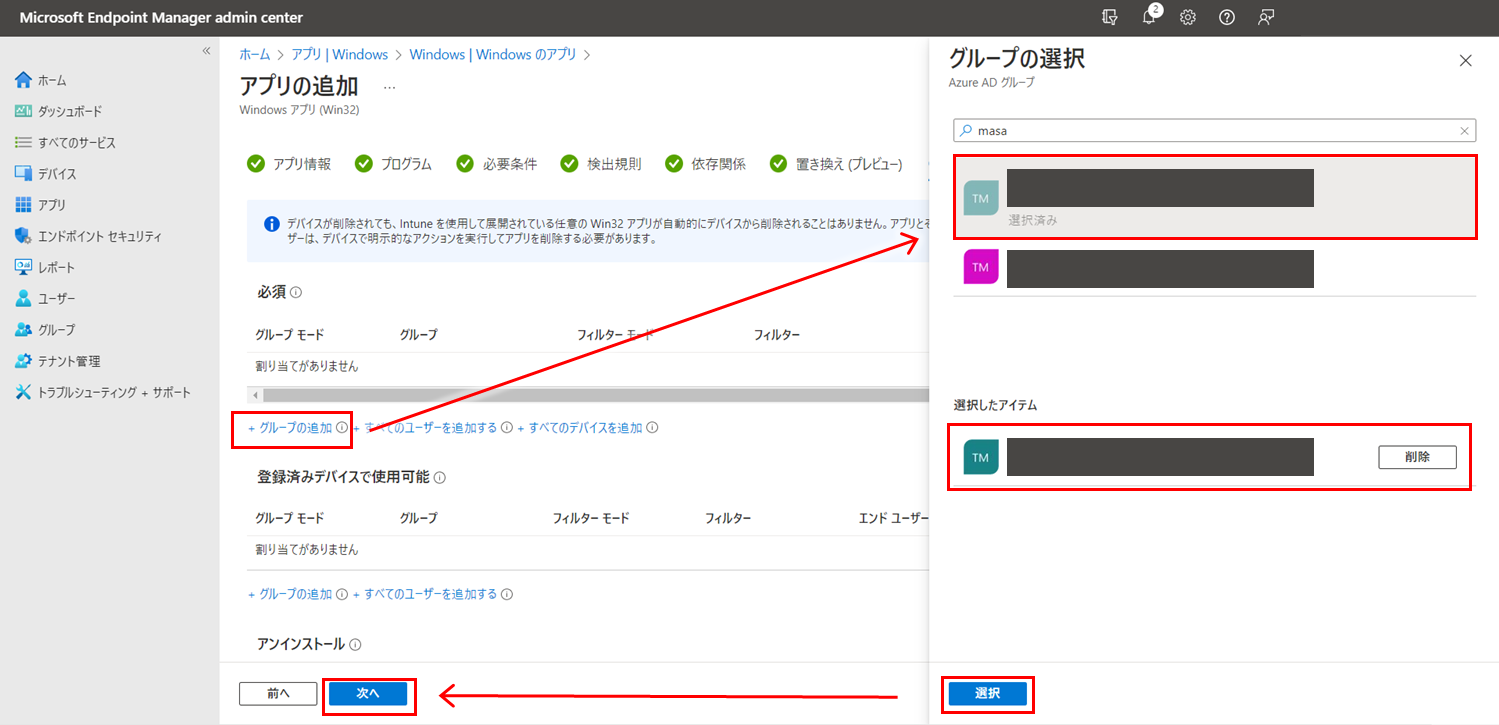 Microsoft Endpoint Manager admin center
2
«
ホーム
ダッシュボード
すべてのサービス
デバイス
アプリ
エンドポイント セキュリティ
レポート
ユーザー
グループ
テナント管理
トラブルシューティング + サポート
ホーム > アプリ | Windows > Windows | Windows のアプリ >
アプリの追加 …
Windows アプリ (Win32)
アプリ情報 プログラム 必要条件 検出規則 依存関係 置き換え (プレビュー)
デバイスが削除されても、Intune を使用して展開されている任意の Win32 アプリが自動的にデバイスから削除されることはありません。アプリとそ
ザーは、デバイスで明示的なアクションを実行してアプリを削除する必要があります。
必須
グループ モード グループ フィルター モード フィルター
割り当てがありません
+ グループの追加 + すべてのユーザーを追加する + すべてのデバイスを追加
登録済みデバイスで使用可能
グループ モード グループ フィルター モード フィルター エンド ユーザー
割り当てがありません
+ グループの追加 + すべてのユーザーを追加する
アンインストール
前へ 次へ
グループの選択
Azure AD グループ
masa
TM
選択済み
TM
選択したアイテム
TM 削除
選択